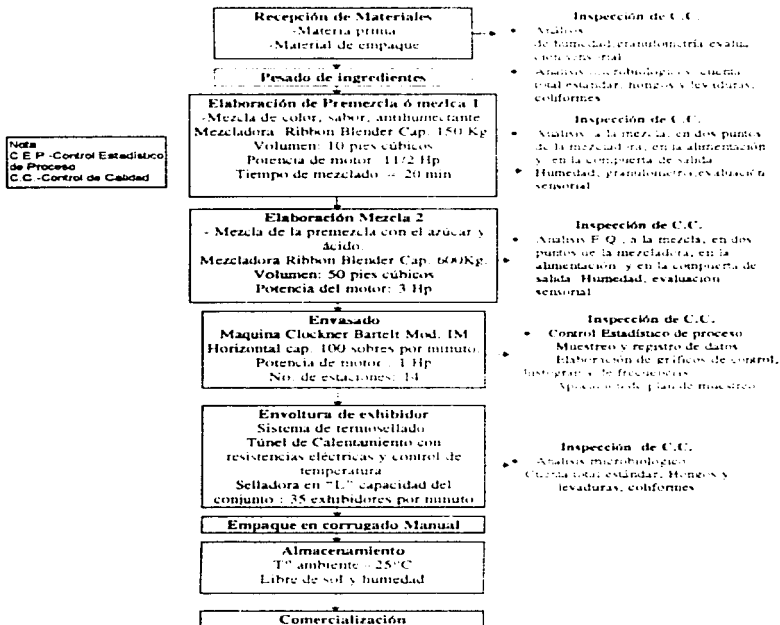 Recepción de Materiales
-Materia prima
-Material de empaque
Inspección de C.C.
• Análisis
de humedad, granulometría, evalua
ción sensorial
• Análisis microbiológico, cuenta
total estándar, hongos y levaduras,
coliformes
Pesado de ingredientes
Elaboración de Premezcla ó mezlca 1
-Mezcla de color, sabor, antihumectante
Mezcladora Ribbon Blender Cap. 150 Kg
Volumen: 10 pies cúbicos
Potencia de motor: 11/2 Hp
Tiempo de mezclado = 20 min
Inspección de C.C.
• Análisis a la mezcla, en dos puntos
de la mezcladora, en la alimentación
y en la compuerta de salida
• Humedad, granulometría, evaluación
sensorial
Nota
C.E.P.-Control Estadístico
de Proceso
C.C.-Control de Calidad
Elaboración Mezcla 2
- Mezcla de la premezcla con el azúcar y
ácido.
Mezcladora Ribbon Blender Cap. 600Kg.
Volumen: 50 pies cúbicos
Potencia del motor: 3 Hp
Inspección de C.C.
• Análisis F.Q., a la mezcla, en dos
puntos de la mezcladora, en la
alimentación y en la compuerta de
salida. Humedad, evaluación
sensorial
Envasado
Maquina Clockner Bartelt Mod. IM
Horizontal cap. 100 sobres por minuto.
Potencia de motor : 1 Hp
No. de estaciones: 14
Inspección de C.C.
• Control Estadístico de proceso
Muestreo y registro de datos
Elaboración de gráficos de control,
histograma de frecuencias
Aplicación de plan de muestreo
Envoltura de exhibidor
Sistema de termosellado
Túnel de Calentamiento con
resistencias eléctricas y control de
temperatura
Selladora en "L" capacidad del
conjunto : 35 exhibidores por minuto
Inspección de C.C.
• Análisis microbiológico
Cuenta total estándar, Hongos y
levaduras, coliformes
Empaque en corrugado Manual
Almacenamiento
T° ambiente - 25°C
Libre de sol y humedad
Comercialización